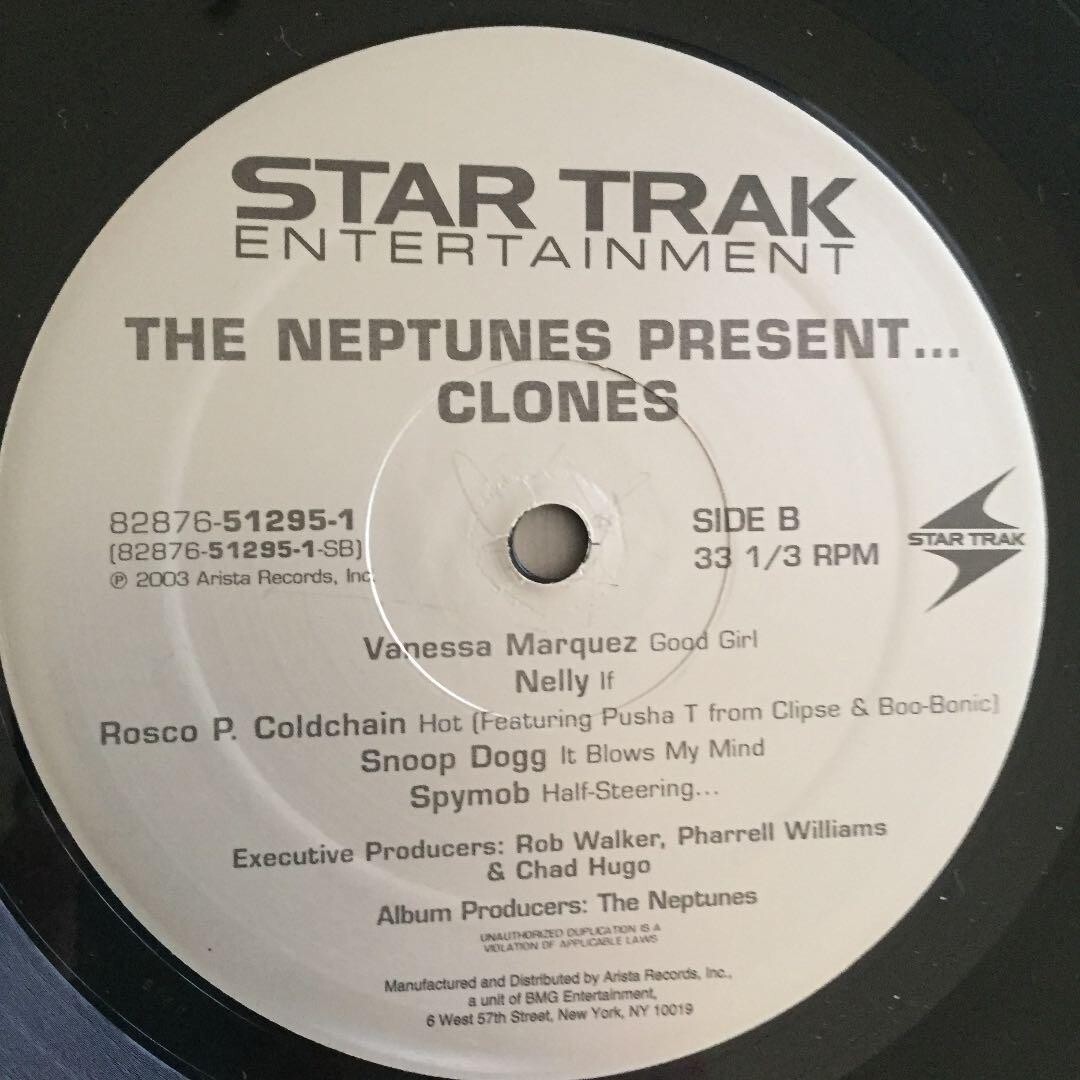 STAR TRAK
ENTERTAINMENT
THE NEPTUNES PRESENT...
CLONES
82876-51295-1
[82876-51295-1-SB]
℗ 2003 Arista Records, Inc.
SIDE B
33 1/3 RPM
STAR TRAK
Vanessa Marquez Good Girl
Nelly If
Rosco P. Coldchain Hot [Featuring Pusha T from Clipse & Boo-Bonic]
Snoop Dogg It Blows My Mind
Spymob Half-Steering...
Executive Producers: Rob Walker, Pharrell Williams
& Chad Hugo
Album Producers: The Neptunes
UNAUTHORIZED DUPLICATION IS A
VIOLATION OF APPLICABLE LAWS
Manufactured and Distributed by Arista Records, Inc.,
a unit of BMG Entertainment,
6 West 57th Street, New York, NY 10019